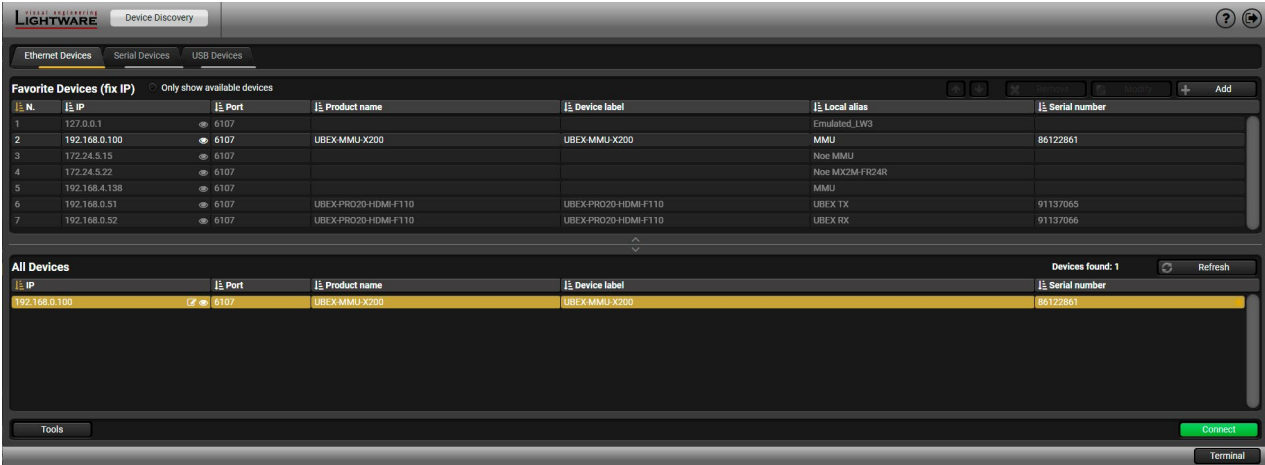 visual engineering
LIGHTWARE
Device Discovery
?
Ethernet Devices Serial Devices USB Devices
Favorite Devices (fix IP) Only show available devices Remove Modify Add
N. IP Port Product name Device label Local alias Serial number
1 127.0.0.1 6107 Emulated_LW3
2 192.168.0.100 6107 UBEX-MMU-X200 UBEX-MMU-X200 MMU 86122861
3 172.24.5.15 6107 Noe MMU
4 172.24.5.22 6107 Noe MX2M-FR24R
5 192.168.4.138 6107 MMU
6 192.168.0.51 6107 UBEX-PRO20-HDMI-F110 UBEX-PRO20-HDMI-F110 UBEX TX 91137065
7 192.168.0.52 6107 UBEX-PRO20-HDMI-F110 UBEX-PRO20-HDMI-F110 UBEX RX 91137066
All Devices Devices found: 1 Refresh
IP Port Product name Device label Serial number
192.168.0.100 6107 UBEX-MMU-X200 UBEX-MMU-X200 86122861
Tools Connect
Terminal